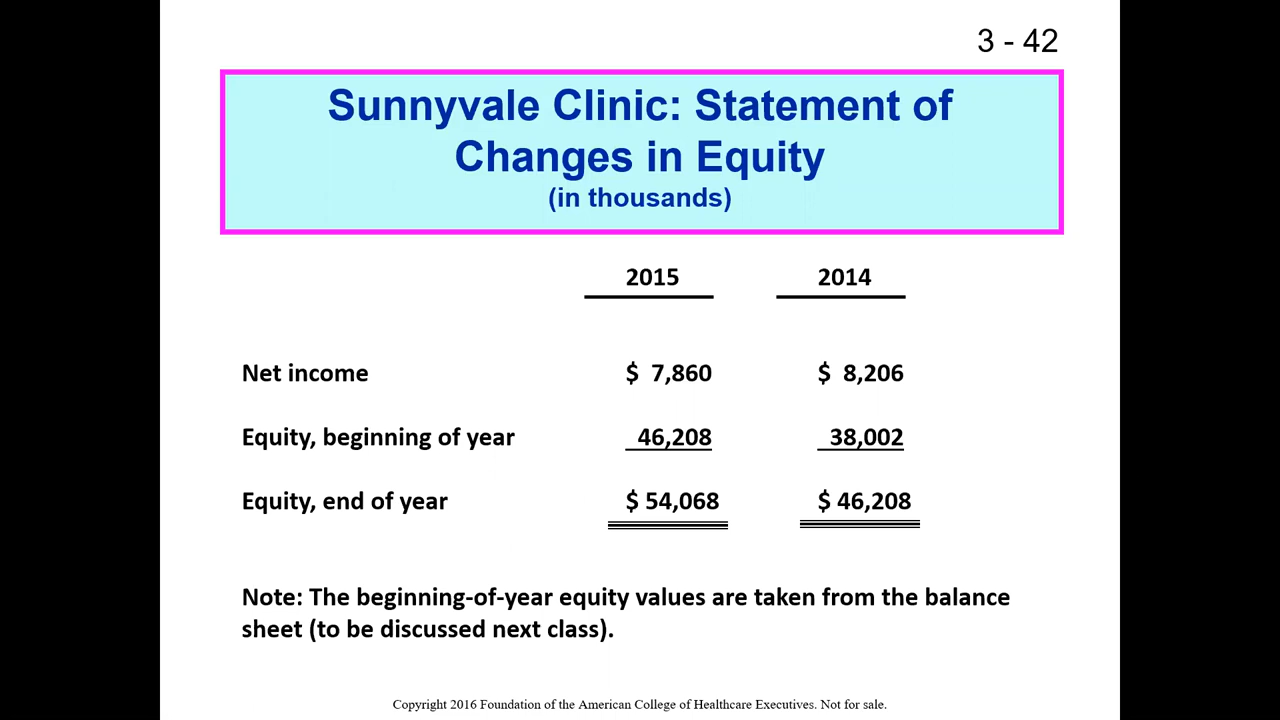 3 - 42
Sunnyvale Clinic: Statement of
Changes in Equity
(in thousands)
2015 2014
Net income $ 7,860 $ 8,206
Equity, beginning of year 46,208 38,002
Equity, end of year $ 54,068 $ 46,208
Note: The beginning-of-year equity values are taken from the balance
sheet (to be discussed next class).
Copyright 2016 Foundation of the American College of Healthcare Executives. Not for sale.